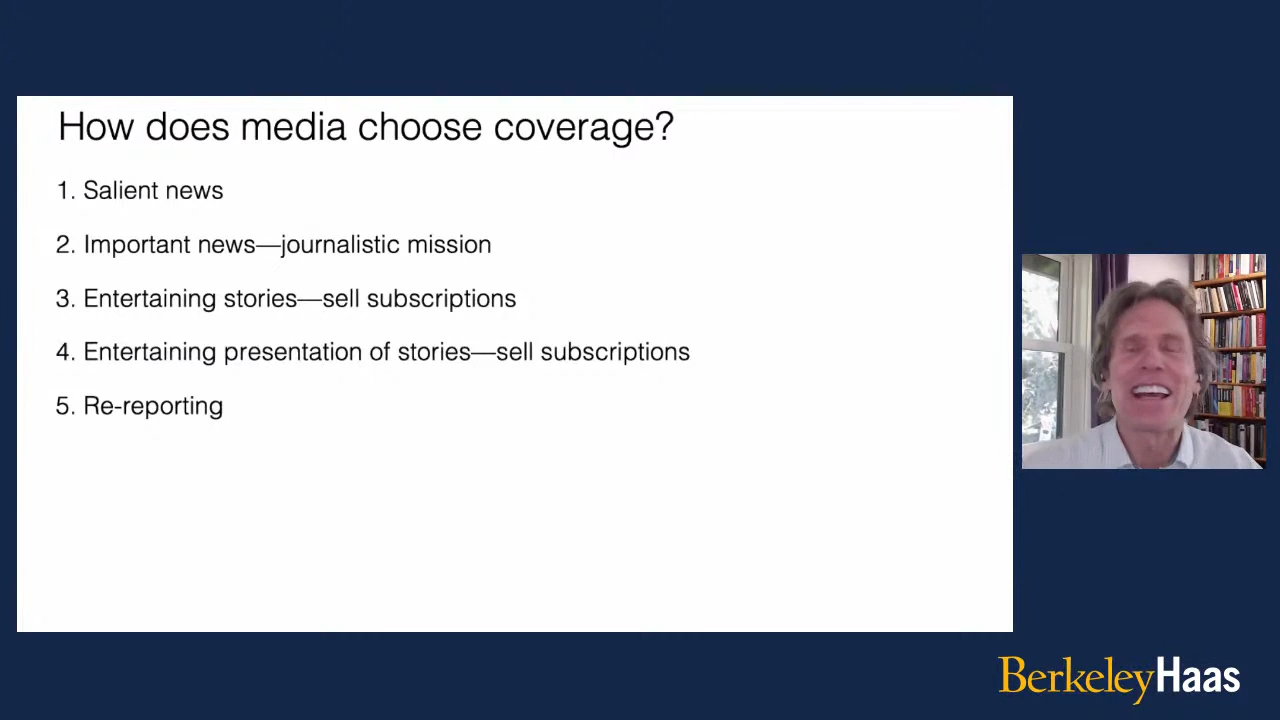 How does media choose coverage?
1. Salient news
2. Important news—journalistic mission
3. Entertaining stories—sell subscriptions
4. Entertaining presentation of stories—sell subscriptions
5. Re-reporting
BerkeleyHaas